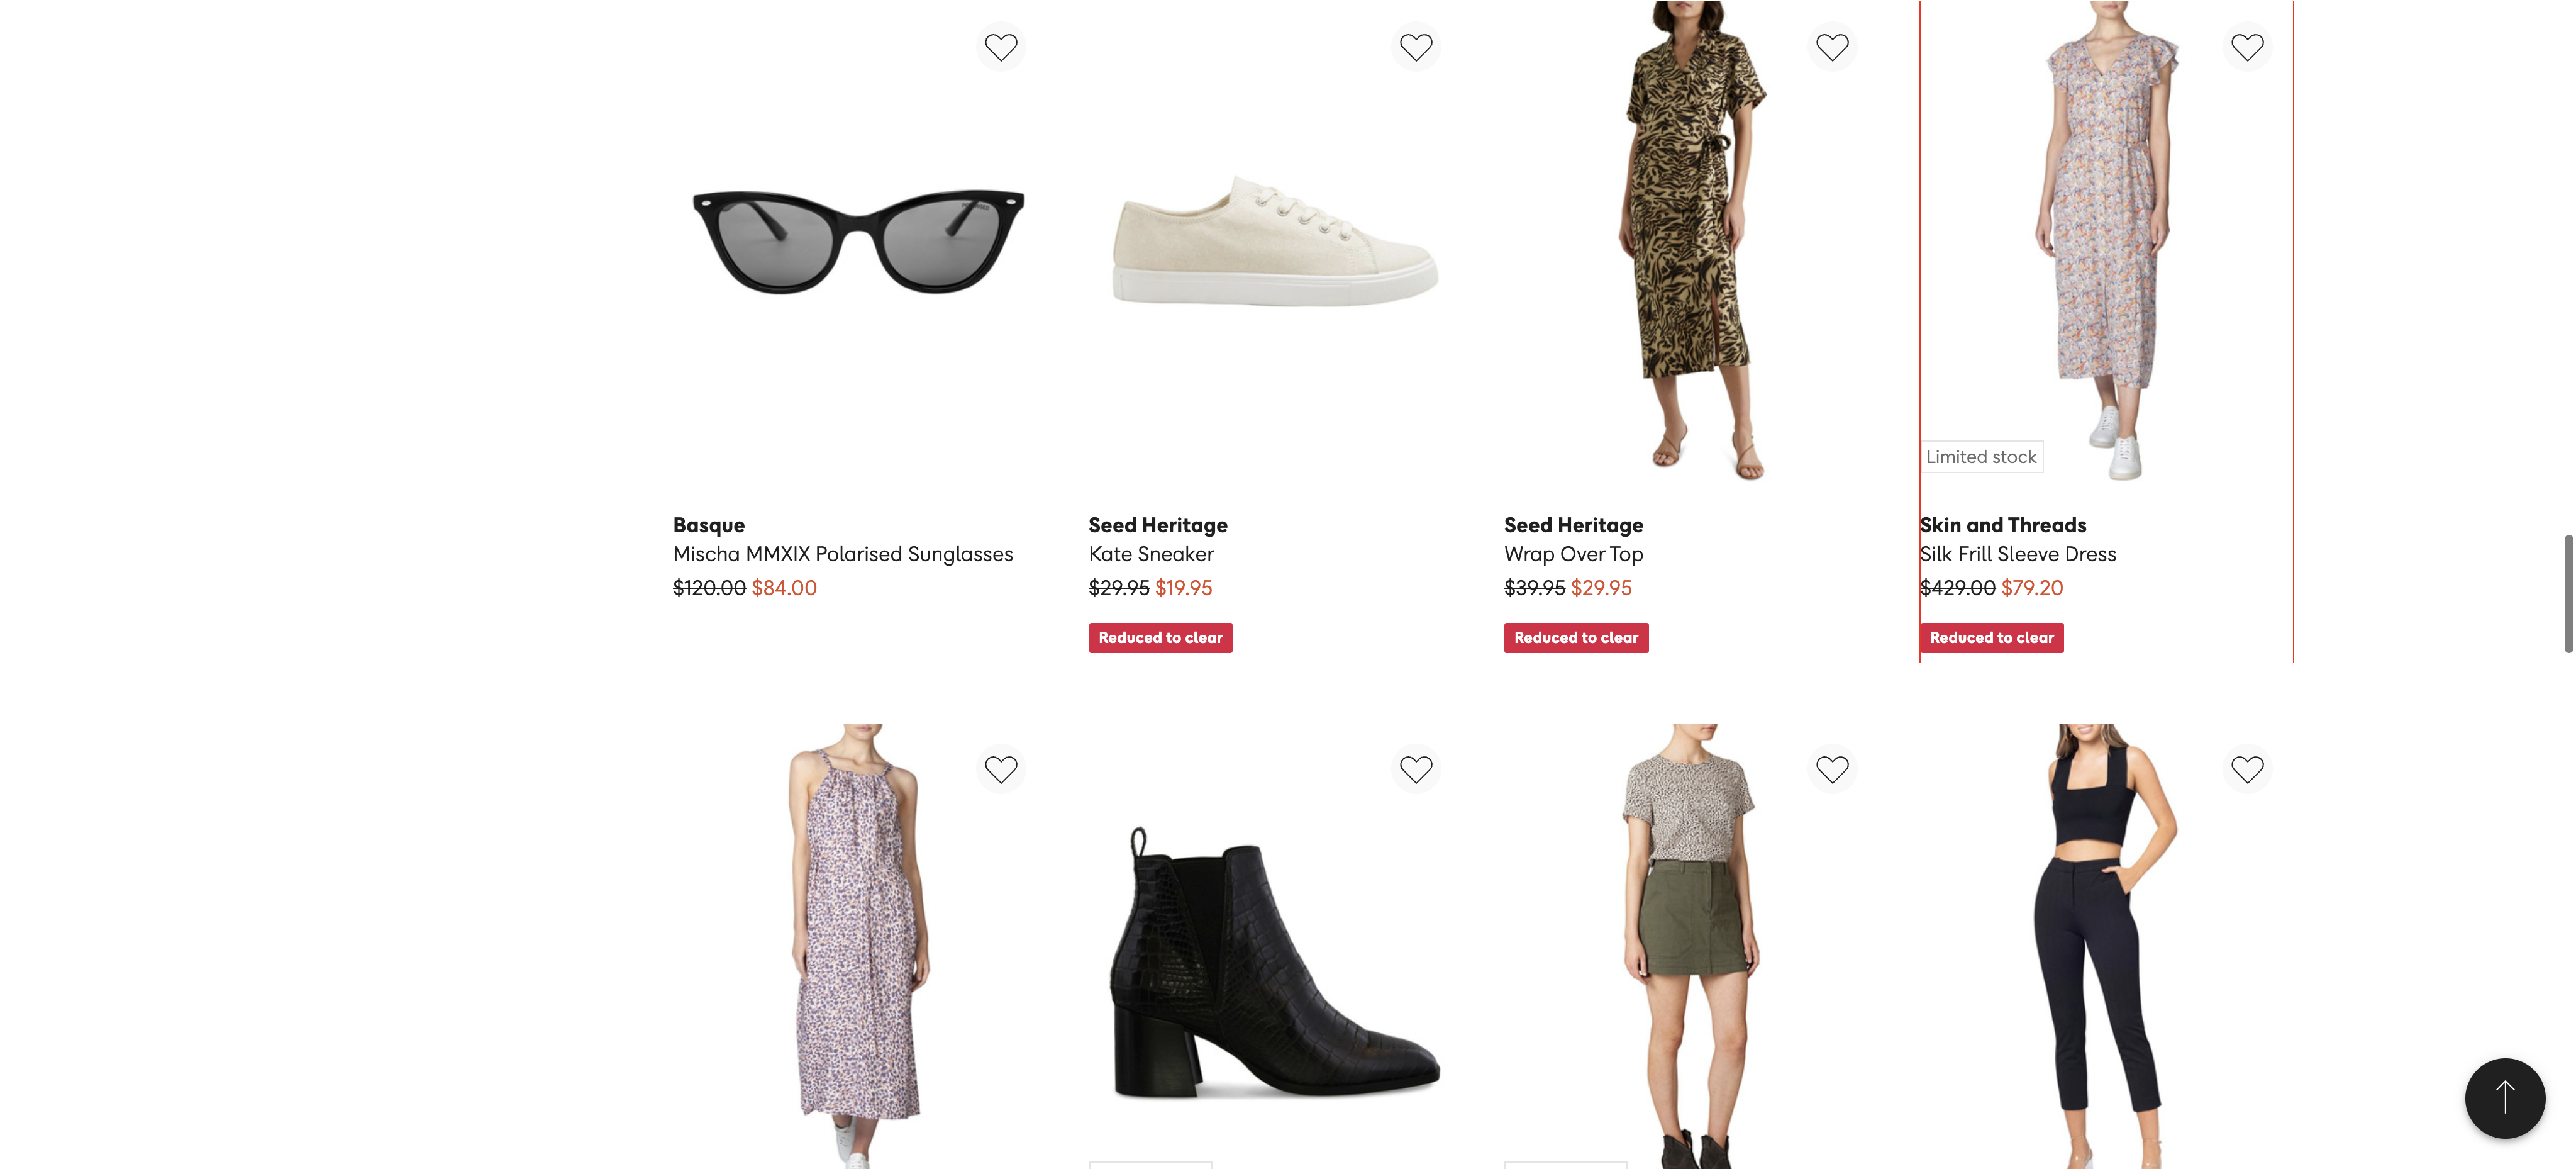 Limited stock
Basque
Mischa MMXIX Polarised Sunglasses
$120.00 $84.00
Seed Heritage
Kate Sneaker
$29.95 $19.95
Reduced to clear
Seed Heritage
Wrap Over Top
$39.95 $29.95
Reduced to clear
Skin and Threads
Silk Frill Sleeve Dress
$429.00 $79.20
Reduced to clear